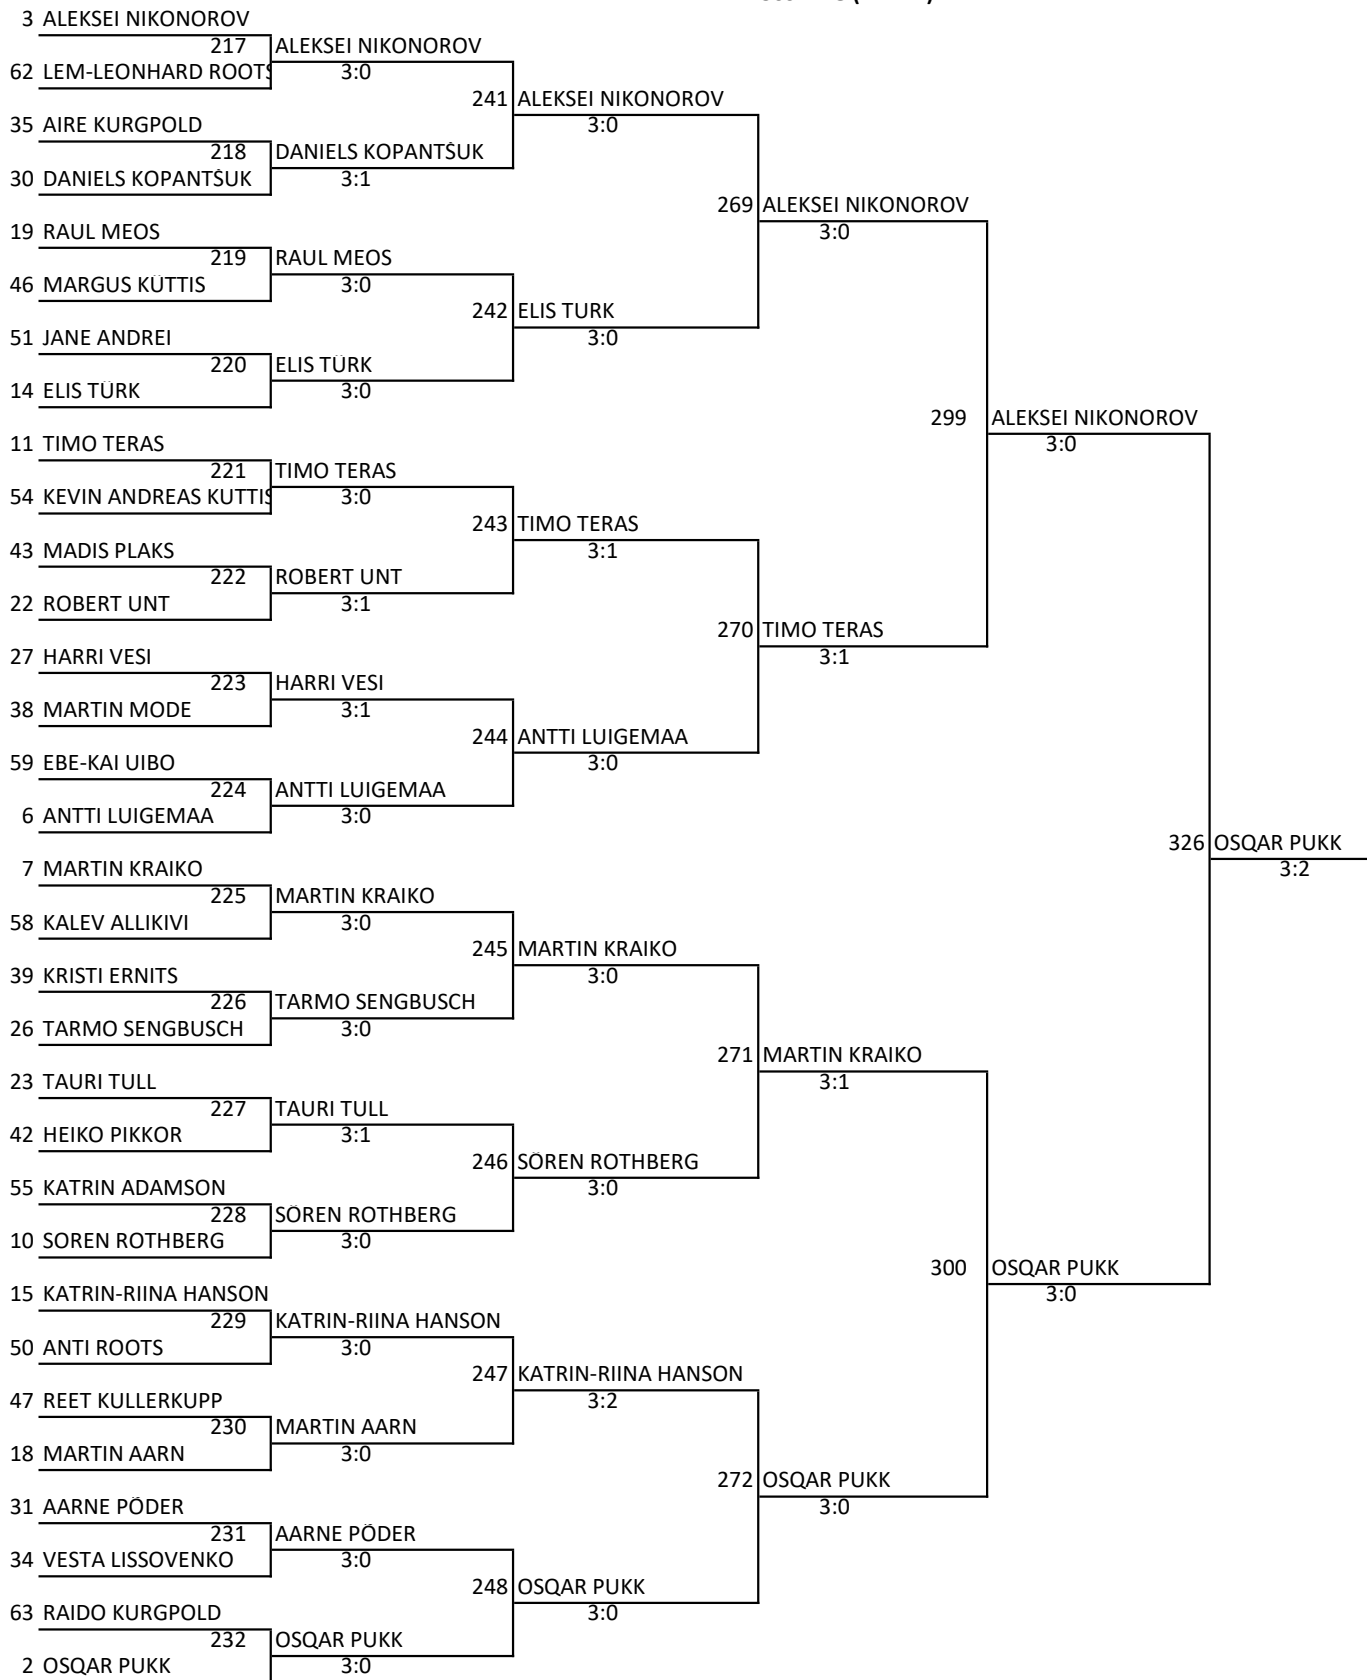 3 ALEKSEI NIKONOROV
217 ALEKSEI NIKONOROV
62 LEM-LEONHARD ROOTS 3:0
241 ALEKSEI NIKONOROV
35 AIRE KURGPOLD 3:0
218 DANIELS KOPANTŠUK
30 DANIELS KOPANTŠUK 3:1
269 ALEKSEI NIKONOROV
19 RAUL MEOS 3:0
219 RAUL MEOS
46 MARGUS KÜTTIS 3:0
242 ELIS TURK
51 JANE ANDREI 3:0
220 ELIS TÜRK
14 ELIS TÜRK 3:0
299 ALEKSEI NIKONOROV
11 TIMO TERAS 3:0
221 TIMO TERAS
54 KEVIN ANDREAS KUTTIS 3:0
243 TIMO TERAS
43 MADIS PLAKS 3:1
222 ROBERT UNT
22 ROBERT UNT 3:1
270 TIMO TERAS
27 HARRI VESI 3:1
223 HARRI VESI
38 MARTIN MODE 3:1
244 ANTTI LUIGEMAA
59 EBE-KAI UIBO 3:0
224 ANTTI LUIGEMAA
6 ANTTI LUIGEMAA 3:0
326 OSQAR PUKK
7 MARTIN KRAIKO 3:2
225 MARTIN KRAIKO
58 KALEV ALLIKIVI 3:0
245 MARTIN KRAIKO
39 KRISTI ERNITS 3:0
226 TARMO SENGBUSCH
26 TARMO SENGBUSCH 3:0
271 MARTIN KRAIKO
23 TAURI TULL 3:1
227 TAURI TULL
42 HEIKO PIKKOR 3:1
246 SÖREN ROTHBERG
55 KATRIN ADAMSON 3:0
228 SÖREN ROTHBERG
10 SOREN ROTHBERG 3:0
300 OSQAR PUKK
15 KATRIN-RIINA HANSON 3:0
229 KATRIN-RIINA HANSON
50 ANTI ROOTS 3:0
247 KATRIN-RIINA HANSON
47 REET KULLERKUPP 3:2
230 MARTIN AARN
18 MARTIN AARN 3:0
272 OSQAR PUKK
31 AARNE PÕDER 3:0
231 AARNE PÕDER
34 VESTA LISSOVENKO 3:0
248 OSQAR PUKK
63 RAIDO KURGPOLD 3:0
232 OSQAR PUKK
2 OSQAR PUKK 3:0